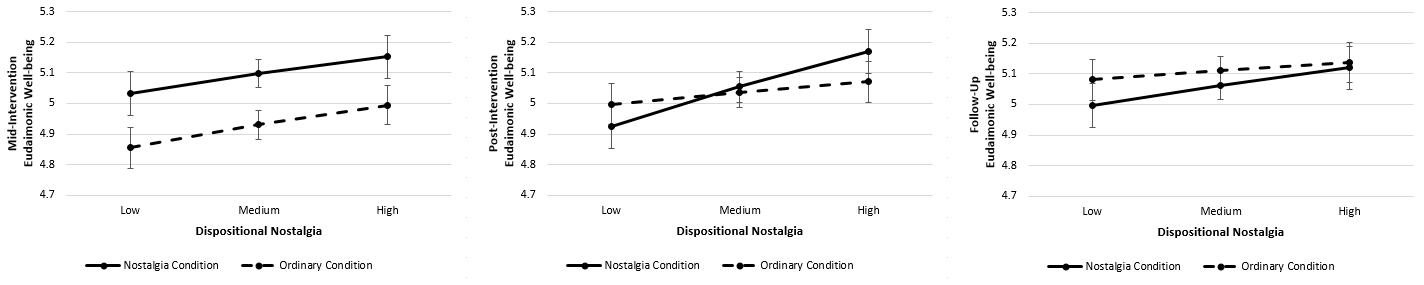 5.3
5.2
5.1
5
4.9
4.8
4.7
Mid-Intervention
Eudaimonic Well-being
Low Medium High
Dispositional Nostalgia
Nostalgia Condition Ordinary Condition
5.3
5.2
5.1
5
4.9
4.8
4.7
Post-Intervention
Eudaimonic Well-being
Low Medium High
Dispositional Nostalgia
Nostalgia Condition Ordinary Condition
5.3
5.2
5.1
5
4.9
4.8
4.7
Follow-Up
Eudaimonic Well-being
Low Medium High
Dispositional Nostalgia
Nostalgia Condition Ordinary Condition